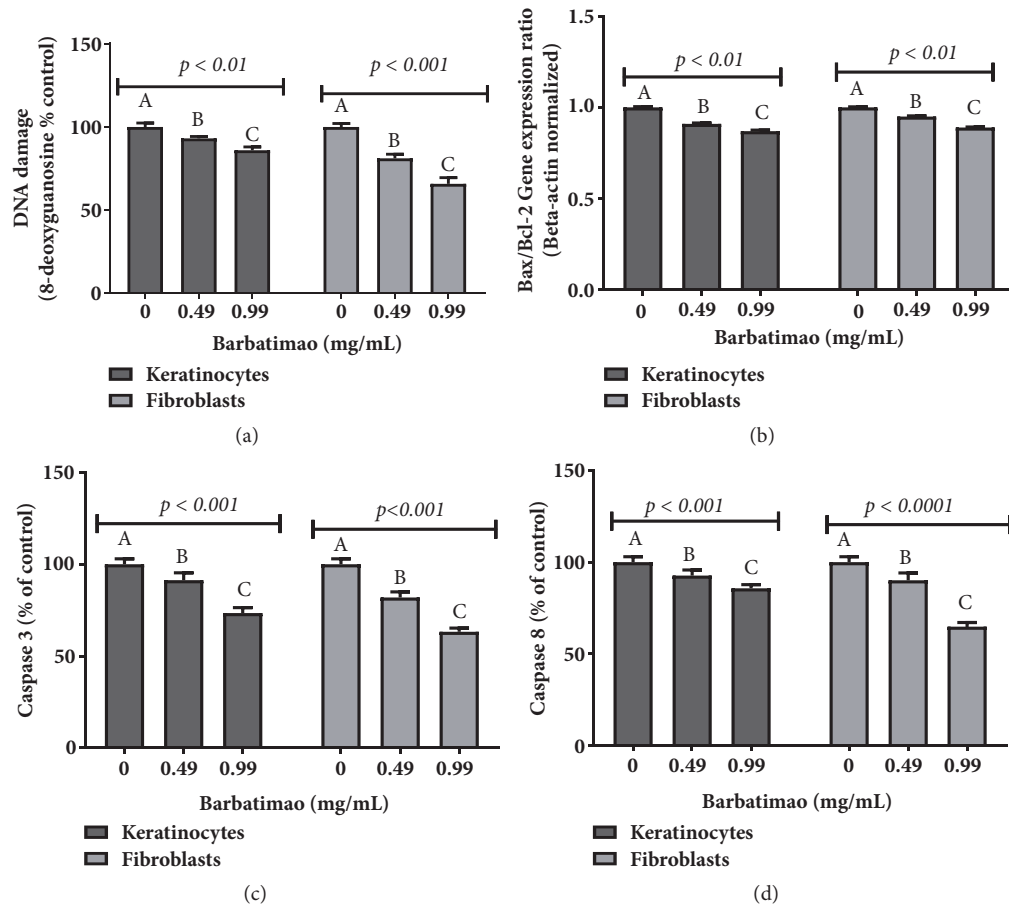 150
100
50
0
DNA damage
(8-deoxyguanosine % control)
p < 0.01
p < 0.001
A
B
C
A
B
C
0 0.49 0.99 0 0.49 0.99
Barbatimao (mg/mL)
Keratinocytes
Fibroblasts
(a)
1.5
1.0
0.5
0.0
Bax/Bcl-2 Gene expression ratio
(Beta-actin normalized)
p < 0.01
p < 0.01
A
B
C
A
B
C
0 0.49 0.99 0 0.49 0.99
Barbatimao (mg/mL)
Keratinocytes
Fibroblasts
(b)
150
100
50
0
Caspase 3 (% of control)
p < 0.001
p<0.001
A
B
C
A
B
C
0 0.49 0.99 0 0.49 0.99
Barbatimao (mg/mL)
Keratinocytes
Fibroblasts
(c)
150
100
50
0
Caspase 8 (% of control)
p < 0.001
p < 0.0001
A
B
C
A
B
C
0 0.49 0.99 0 0.49 0.99
Barbatimao (mg/mL)
Keratinocytes
Fibroblasts
(d)